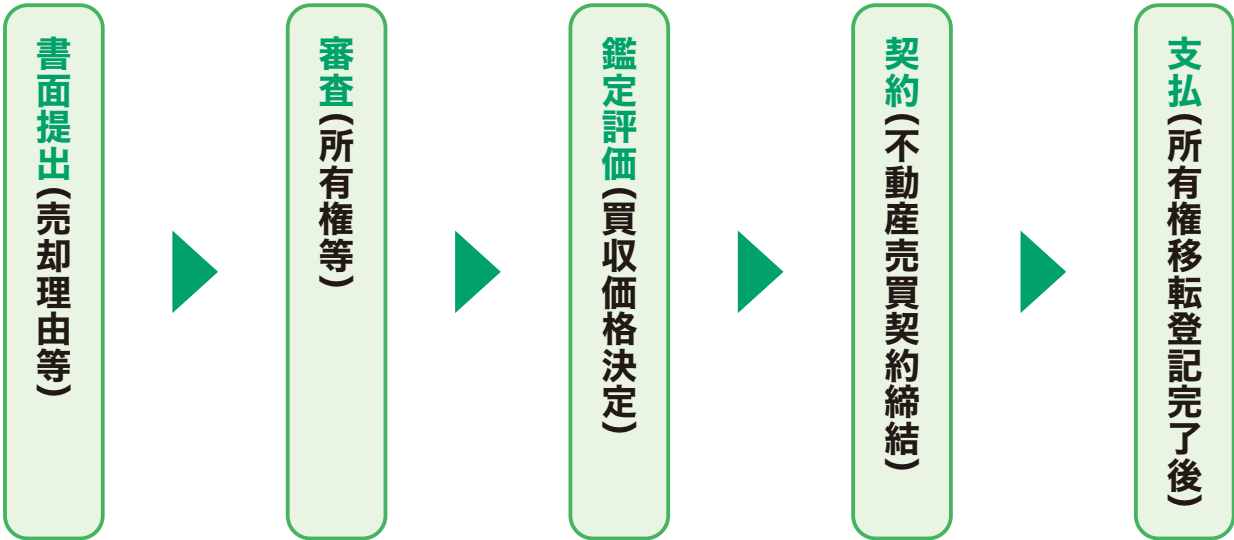 書面提出(売却理由等)
審査(所有権等)
鑑定評価(買収価格決定)
契約(不動産売買契約締結)
支払(所有権移転登記完了後)